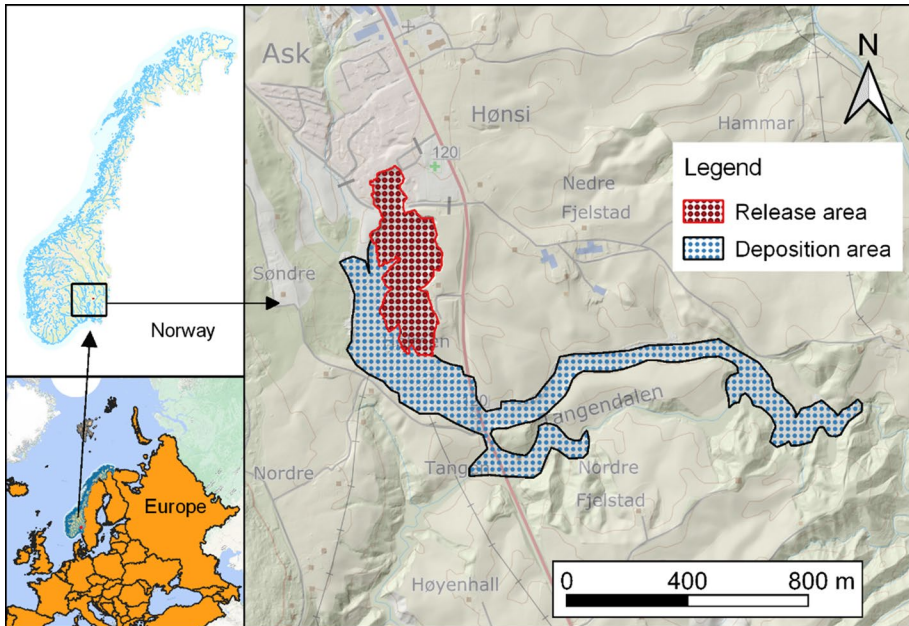 Norway
Europe
Ask
Hønsi
120
Hammar
Nedre
Fjelstad
Søndre
Tangendalen
Nordre
Nordre
Fjelstad
Høyenhall
N
Legend
Release area
Deposition area
0 400 800 m